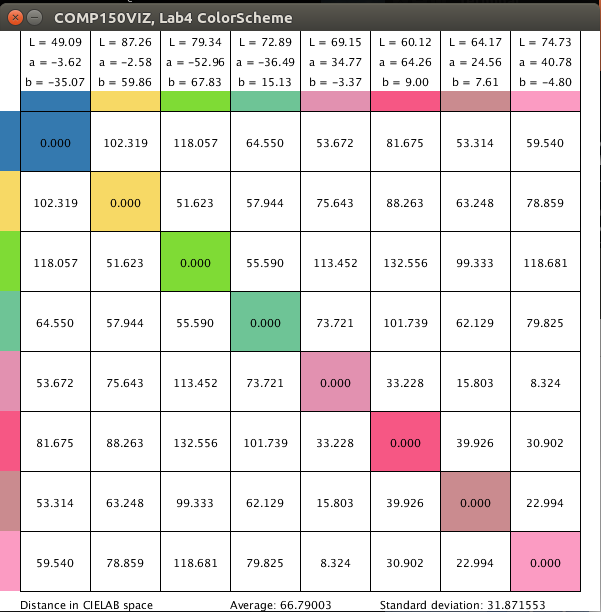 COMP150VIZ, Lab4 ColorScheme
L = 49.09 L = 87.26 L = 79.34 L = 72.89 L = 69.15 L = 60.12 L = 64.17 L = 74.73
a = −3.62 a = −2.58 a = −52.96 a = −36.49 a = 34.77 a = 64.26 a = 24.56 a = 40.78
b = −35.07 b = 59.86 b = 67.83 b = 15.13 b = −3.37 b = 9.00 b = 7.61 b = −4.80
0.000 102.319 118.057 64.550 53.672 81.675 53.314 59.540
102.319 0.000 51.623 57.944 75.643 88.263 63.248 78.859
118.057 51.623 0.000 55.590 113.452 132.556 99.333 118.681
64.550 57.944 55.590 0.000 73.721 101.739 62.129 79.825
53.672 75.643 113.452 73.721 0.000 33.228 15.803 8.324
81.675 88.263 132.556 101.739 33.228 0.000 39.926 30.902
53.314 63.248 99.333 62.129 15.803 39.926 0.000 22.994
59.540 78.859 118.681 79.825 8.324 30.902 22.994 0.000
Distance in CIELAB space Average: 66.79003 Standard deviation: 31.871553